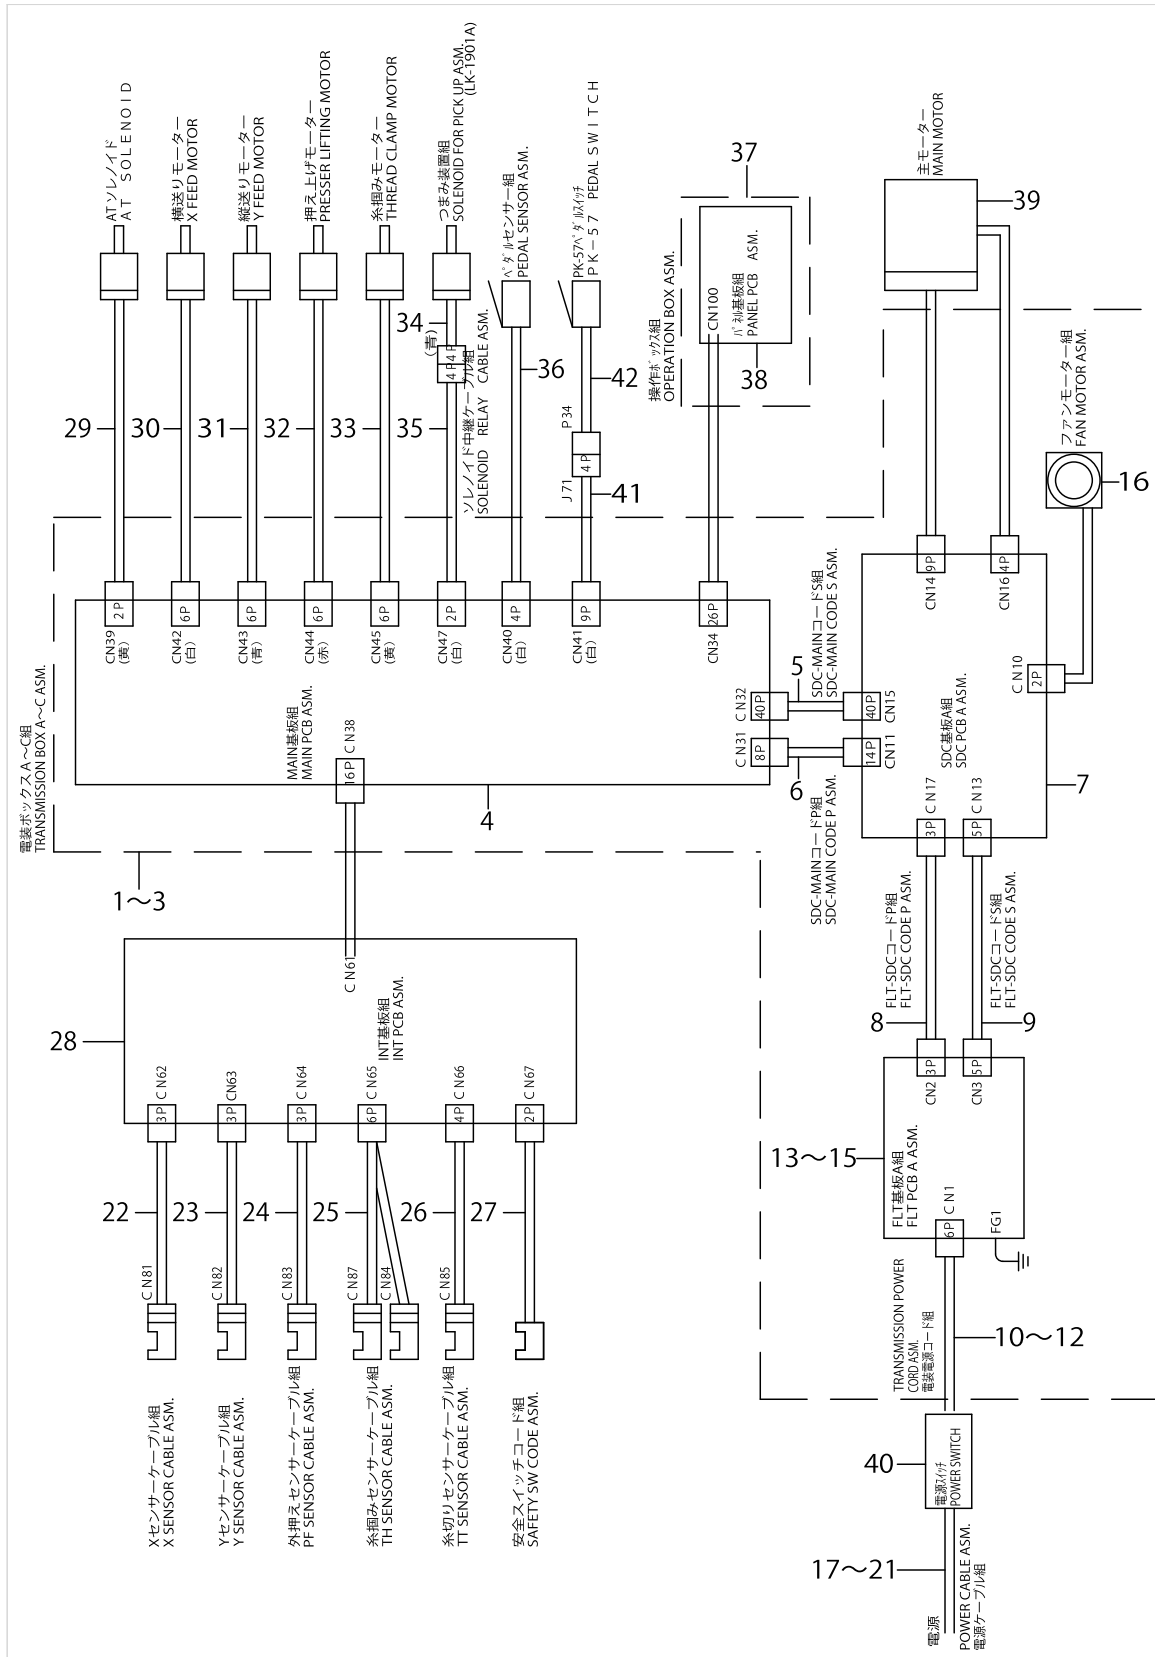 ATソレノイド
AT SOLENOID
横送りモーター
X FEED MOTOR
縦送りモーター
Y FEED MOTOR
押え上げモーター
PRESSER LIFTING MOTOR
糸掴みモーター
THREAD CLAMP MOTOR
つまみ装置組
SOLENOID FOR PICK UP ASM.
(LK-1901A)
ペダルセンサー組
PEDAL SENSOR ASM.
PK-57ペダルスイッチ
PK-57 PEDAL SWITCH
37
主モーター
MAIN MOTOR
39
操作ボックス組
OPERATION BOX ASM.
CN100
パネル基板組
PANEL PCB ASM.
38
34
(青)
4P
4P
29
30
31
32
33
35
ソレノイド中継ケーブル組
SOLENOID RELAY CABLE ASM.
36
42
P34
4P
J71
41
ファンモーター組
FAN MOTOR ASM.
16
2P
6P
6P
6P
6P
2P
4P
9P
26P
CN39
(黄)
CN42
(白)
CN43
(青)
CN44
(赤)
CN45
(黄)
CN47
(白)
CN40
(白)
CN41
(白)
CN34
9P
CN14
4P
CN16
CN10
2P
電装ボックスA～C組
TRANSMISSION BOX A～C ASM.
MAIN基板組
MAIN PCB ASM.
16P
CN38
4
CN32
40P
CN31
8P
5
6
SDC-MAINコードS組
SDC-MAIN CODE S ASM.
SDC-MAINコードP組
SDC-MAIN CODE P ASM.
40P
CN15
14P
CN11
SDC基板A組
SDC PCB A ASM.
7
3P
CN17
5P
CN13
1～3
CN61
INT基板組
INT PCB ASM.
28
FLT-SDCコードP組
FLT-SDC CODE P ASM.
FLT-SDCコードS組
FLT-SDC CODE S ASM.
8
9
3P
CN62
3P
CN63
3P
CN64
6P
CN65
4P
CN66
2P
CN67
CN2
3P
CN3
5P
13～15
FLT基板A組
FLT PCB A ASM.
6P
CN1
FG1
22
23
24
25
26
27
CN81
CN82
CN83
CN87
CN84
CN85
TRANSMISSION POWER
CORD ASM.
電装電源コード組
10～12
Xセンサーケーブル組
X SENSOR CABLE ASM.
Yセンサーケーブル組
Y SENSOR CABLE ASM.
外押えセンサーケーブル組
PF SENSOR CABLE ASM.
糸掴みセンサーケーブル組
TH SENSOR CABLE ASM.
糸切りセンサーケーブル組
TT SENSOR CABLE ASM.
安全スイッチコード組
SAFETY SW CODE ASM.
40
電源スイッチ
POWER SWITCH
17～21
電源
POWER CABLE ASM.
電源ケーブル組